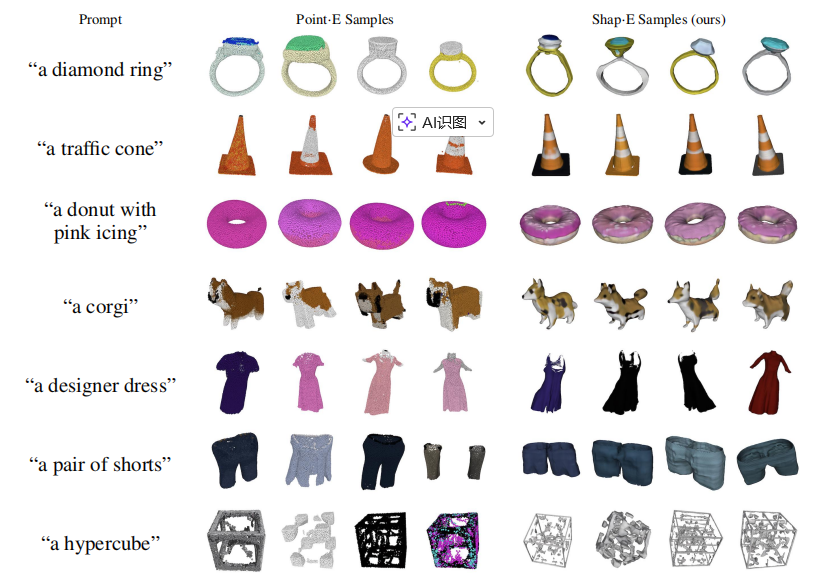 Prompt
Point·E Samples
Shap·E Samples (ours)
“a diamond ring”
AI识图
“a traffic cone”
“a donut with
pink icing”
“a corgi”
“a designer dress”
“a pair of shorts”
“a hypercube”